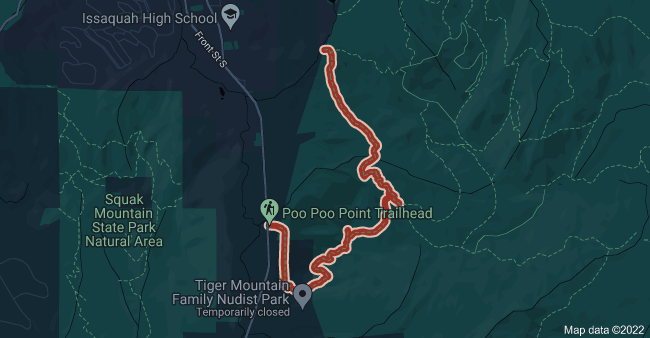 Issaquah High School
Front St S
Squak
Mountain
State Park
Natural Area
Poo Poo Point Trailhead
Tiger Mountain
Family Nudist Park
Temporarily closed
Map data ©2022